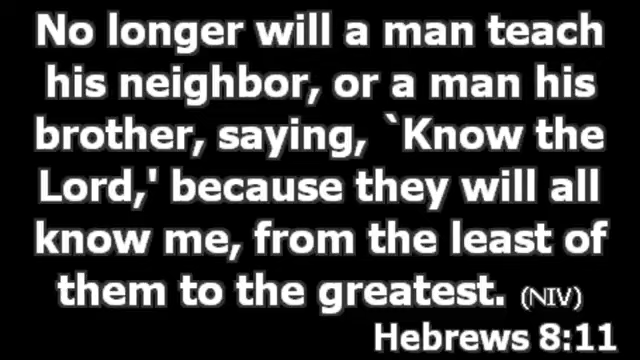 No longer will a man teach
his neighbor, or a man his
brother, saying, `Know the
Lord,' because they will all
know me, from the least of
them to the greatest. (NIV)
Hebrews 8:11